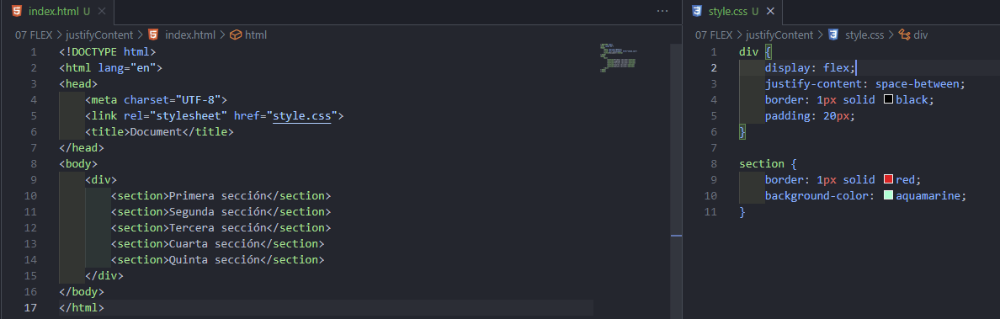 index.html U
07 FLEX > justifyContent > index.html > html
1 <!DOCTYPE html>
2 <html lang="en">
3 <head>
4 <meta charset="UTF-8">
5 <link rel="stylesheet" href="style.css">
6 <title>Document</title>
7 </head>
8 <body>
9 <div>
10 <section>Primera sección</section>
11 <section>Segunda sección</section>
12 <section>Tercera sección</section>
13 <section>Cuarta sección</section>
14 <section>Quinta sección</section>
15 </div>
16 </body>
17 </html>
style.css U
07 FLEX > justifyContent > style.css > div
1 div {
2 display: flex;
3 justify-content: space-between;
4 border: 1px solid black;
5 padding: 20px;
6 }
7
8 section {
9 border: 1px solid red;
10 background-color: aquamarine;
11 }